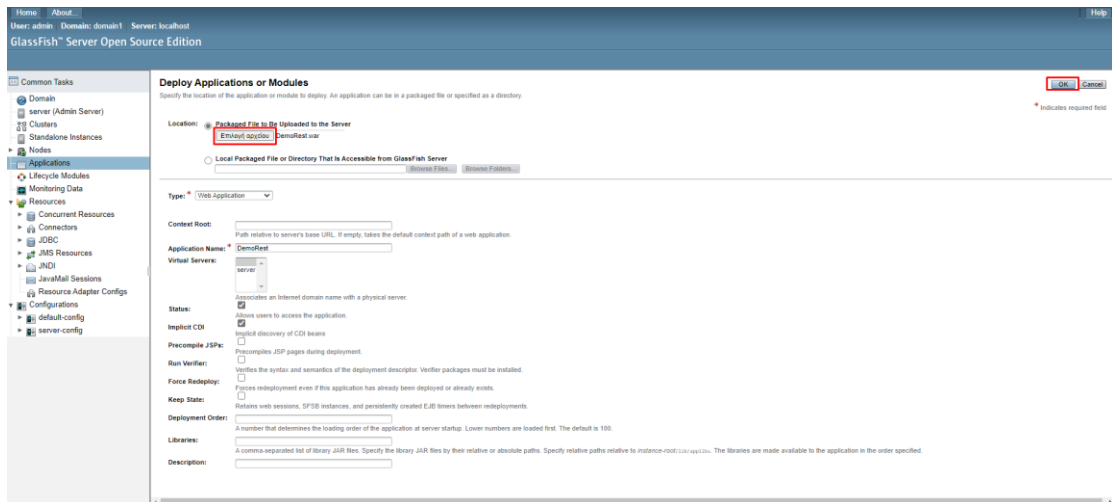 Home About... Help
User: admin Domain: domain1 Server: localhost
GlassFish™ Server Open Source Edition
Common Tasks
Domain
server (Admin Server)
Clusters
Standalone Instances
Nodes
Applications
Lifecycle Modules
Monitoring Data
Resources
Concurrent Resources
Connectors
JDBC
JMS Resources
JNDI
JavaMail Sessions
Resource Adapter Configs
Configurations
default-config
server-config
Deploy Applications or Modules
OK Cancel
Specify the location of the application or module to deploy. An application can be in a packaged file or specified as a directory.
* Indicates required field
Location: Packaged File to Be Uploaded to the Server
Επιλογή αρχείου DemoRest.war
Local Packaged File or Directory That Is Accessible from GlassFish Server
Browse Files... Browse Folders...
Type: * Web Application
Context Root:
Path relative to server's base URL. If empty, takes the default context path of a web application.
Application Name: * DemoRest
Virtual Servers:
server
Associates an Internet domain name with a physical server.
Status:
Allows users to access the application.
Implicit CDI
Implicit discovery of CDI beans
Precompile JSPs:
Precompiles JSP pages during deployment.
Run Verifier:
Verifies the syntax and semantics of the deployment descriptor. Verifier packages must be installed.
Force Redeploy:
Forces redeployment even if this application has already been deployed or already exists.
Keep State:
Retains web sessions, SFSB instances, and persistently created EJB timers between redeployments.
Deployment Order:
A number that determines the loading order of the application at server startup. Lower numbers are loaded first. The default is 100.
Libraries:
A comma-separated list of library JAR files. Specify the library JAR files by their relative or absolute paths. Specify relative paths relative to instance-root/lib/applibs. The libraries are made available to the application in the order specified.
Description: